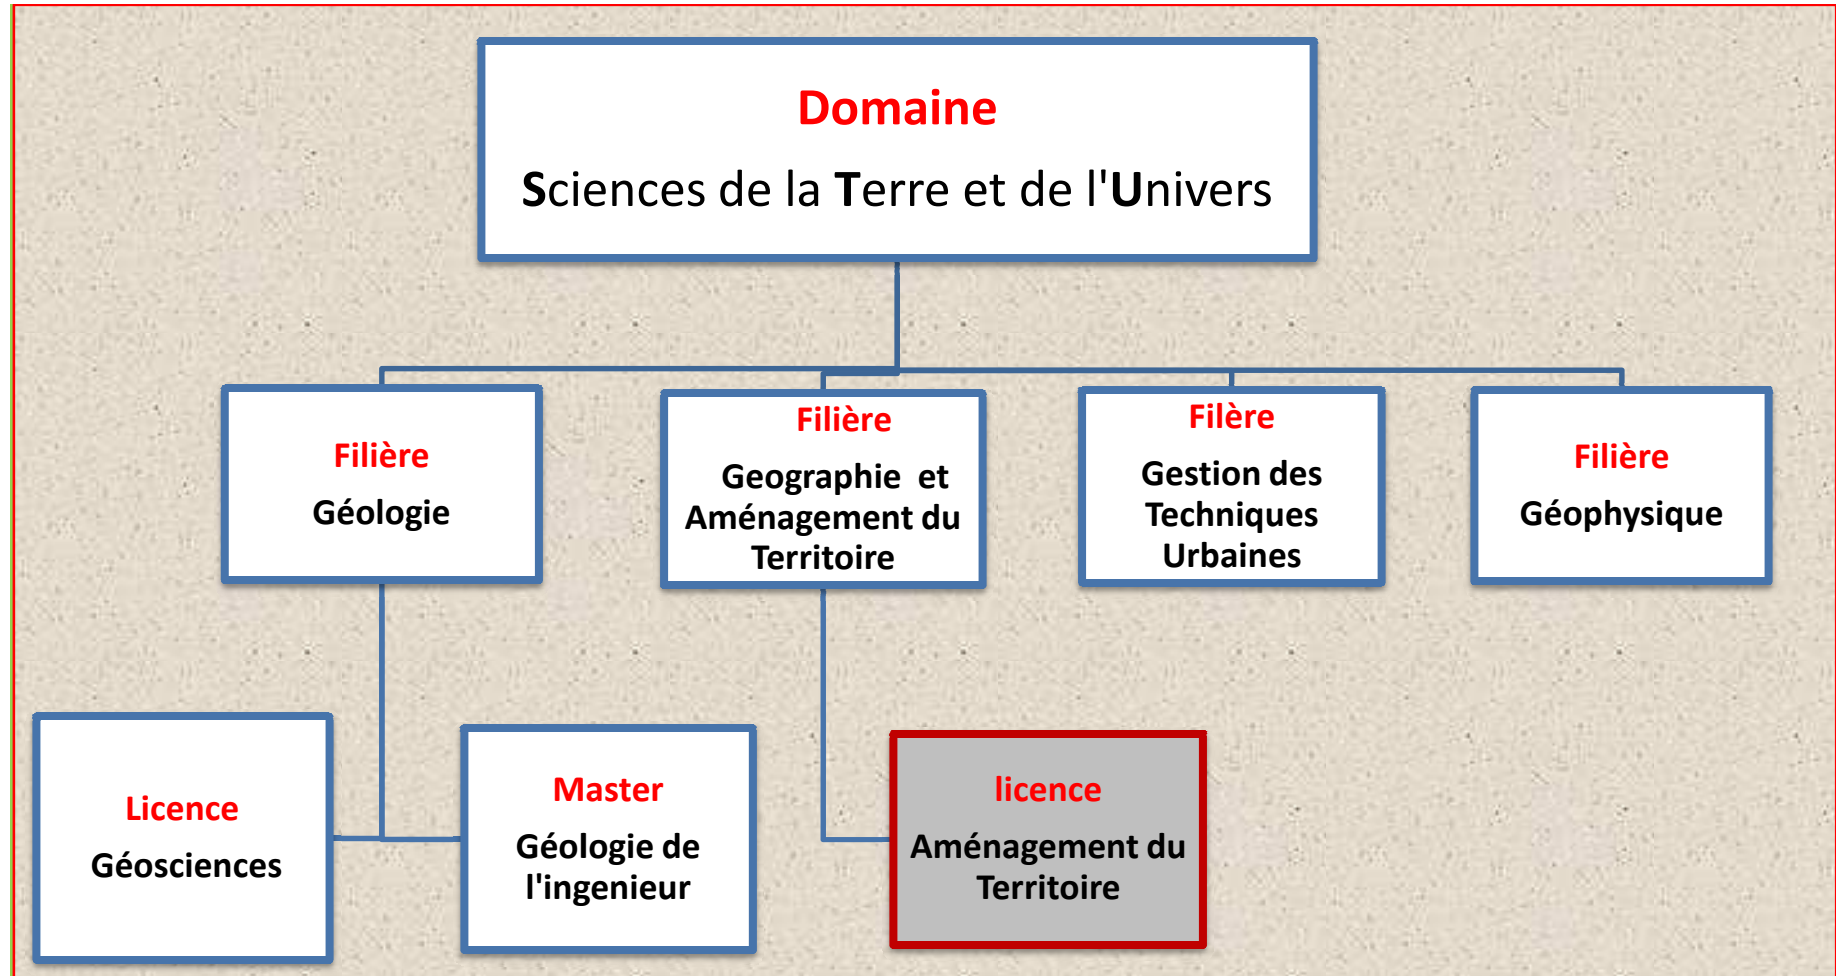 Domaine
Sciences de la Terre et de l'Univers
Filière
Géologie
Filière
Geographie et
Aménagement du
Territoire
Filère
Gestion des
Techniques
Urbaines
Filière
Géophysique
Licence
Géosciences
Master
Géologie de
l'ingenieur
licence
Aménagement du
Territoire